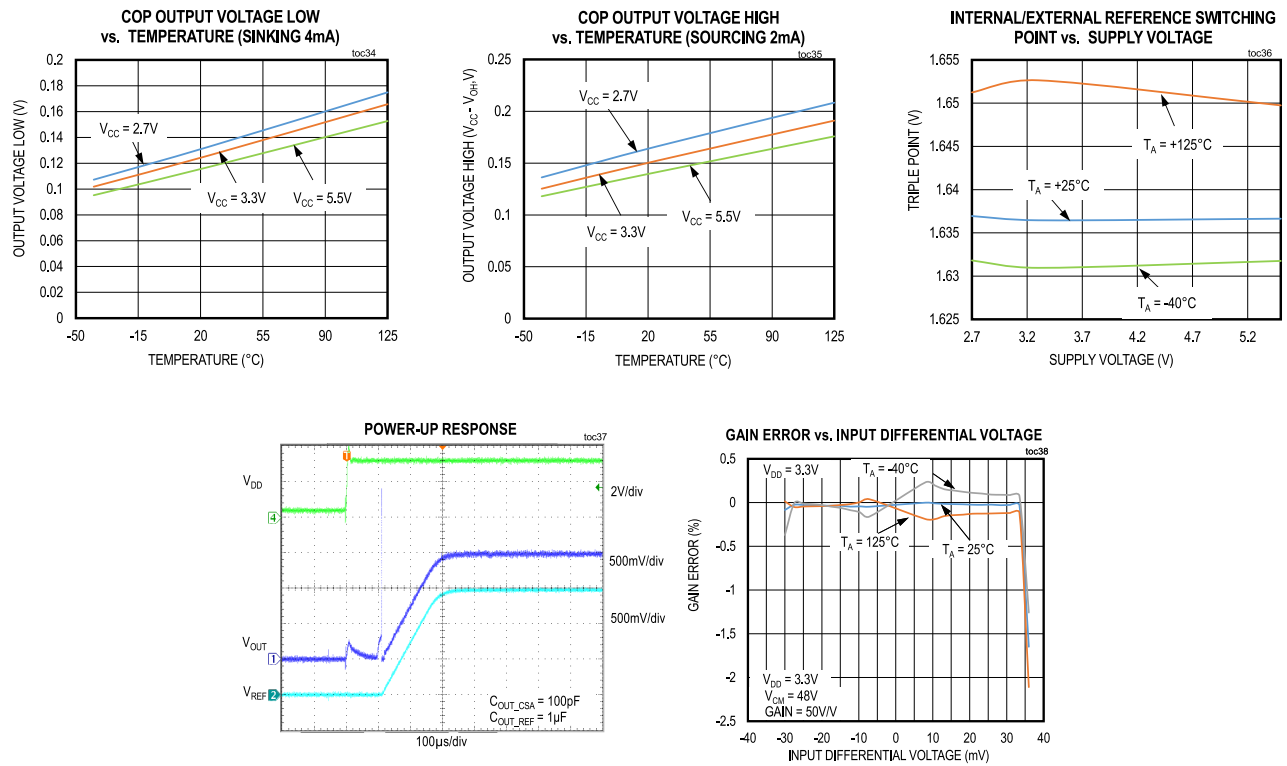 COP OUTPUT VOLTAGE LOW
vs. TEMPERATURE (SINKING 4mA)
toc34
OUTPUT VOLTAGE LOW (V)
0.2
0.18
0.16
0.14
0.12
0.1
0.08
0.06
0.04
0.02
0
VCC = 2.7V
VCC = 3.3V
VCC = 5.5V
-50
-15
20
55
90
125
TEMPERATURE (°C)
COP OUTPUT VOLTAGE HIGH
vs. TEMPERATURE (SOURCING 2mA)
toc35
OUTPUT VOLTAGE HIGH (VCC - VOH,V)
0.25
0.2
0.15
0.1
0.05
0
VCC = 2.7V
VCC = 5.5V
VCC = 3.3V
-50
-15
20
55
90
125
TEMPERATURE (°C)
INTERNAL/EXTERNAL REFERENCE SWITCHING
POINT vs. SUPPLY VOLTAGE
toc36
TRIPLE POINT (V)
1.655
1.65
1.645
1.64
1.635
1.63
1.625
TA = +125°C
TA = +25°C
TA = -40°C
2.7
3.2
3.7
4.2
4.7
5.2
SUPPLY VOLTAGE (V)
POWER-UP RESPONSE
toc37
T
VDD
4
2V/div
500mV/div
500mV/div
VOUT
1
VREF
2
COUT_CSA = 100pF
COUT_REF = 1µF
100µs/div
GAIN ERROR vs. INPUT DIFFERENTIAL VOLTAGE
toc38
GAIN ERROR (%)
0.5
0
-0.5
-1
-1.5
-2
-2.5
VDD = 3.3V
TA = -40°C
TA = 125°C
TA = 25°C
VDD = 3.3V
VCM = 48V
GAIN = 50V/V
-40
-30
-20
-10
0
10
20
30
40
INPUT DIFFERENTIAL VOLTAGE (mV)